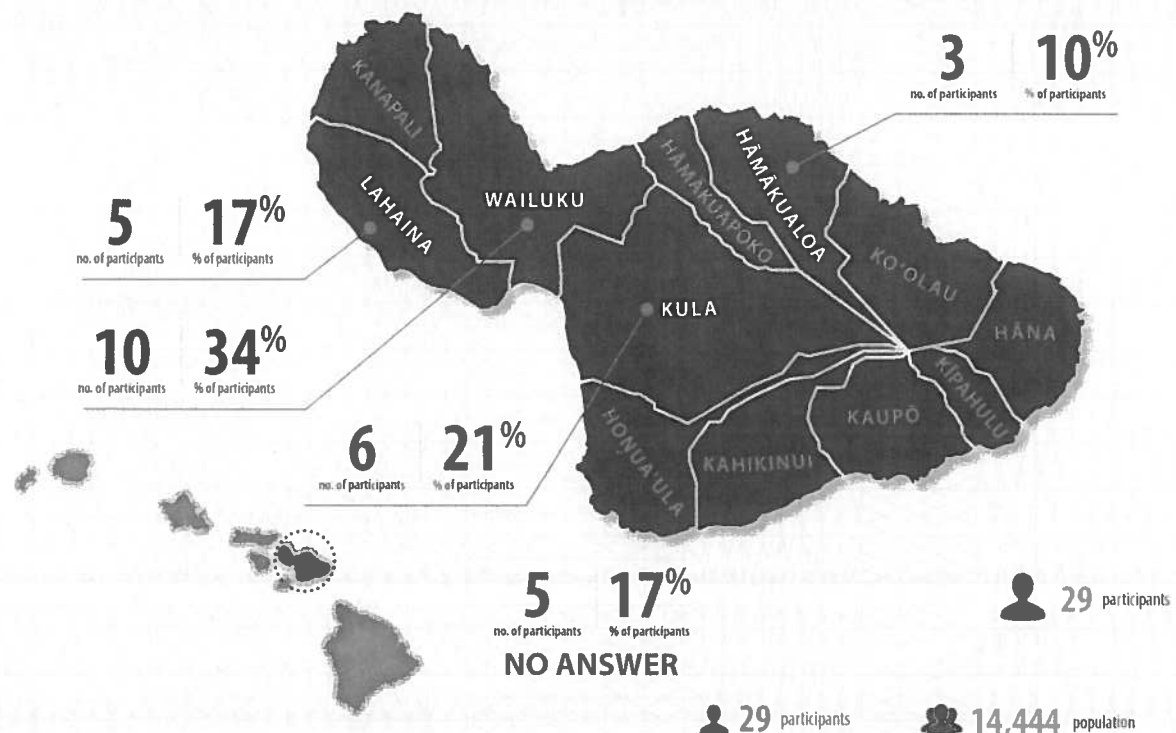 3 10%
no. of participants % of participants
KANAPALI
HĀMĀKUAPOKO
HĀMĀKUALOA
5 17%
no. of participants % of participants
LAHAINA
WAILUKU
KO‘OLAU
KULA
HĀNA
10 34%
no. of participants % of participants
KĪPAHULU
KAUPŌ
HONUA‘ULA
KAHIKINUI
6 21%
no. of participants % of participants
5 17%
no. of participants % of participants
NO ANSWER
29 participants
29 participants 14,444 population